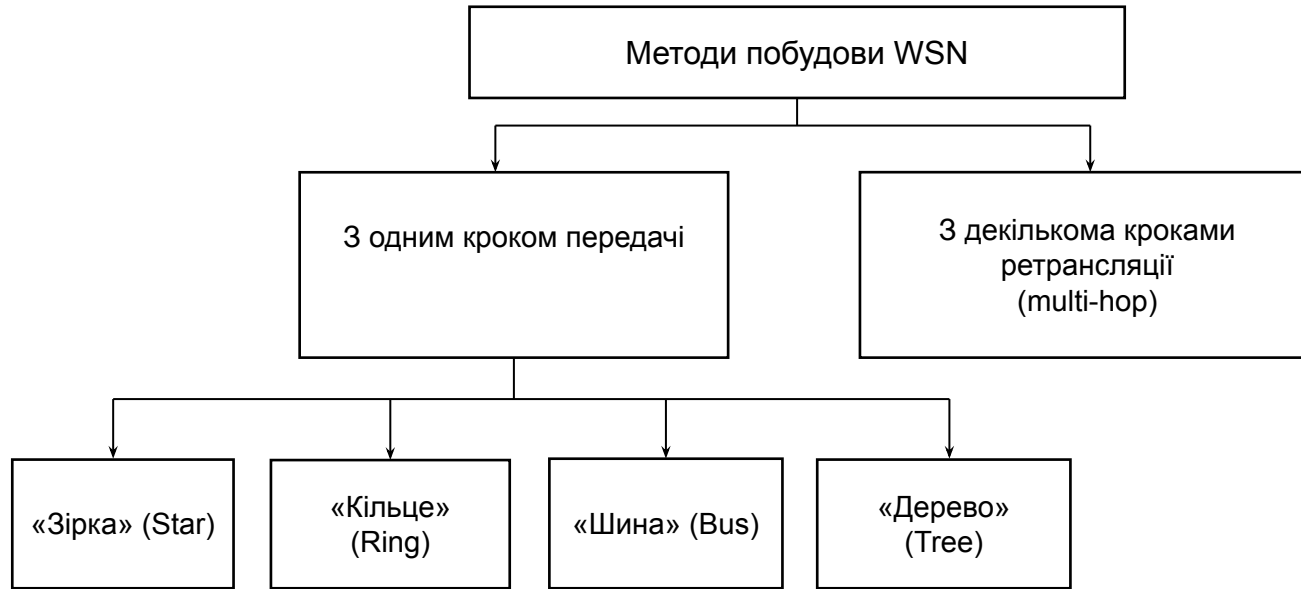 Методи побудови WSN
З одним кроком передачі
З декількома кроками
ретрансляції
(multi-hop)
«Зірка» (Star)
«Кільце»
(Ring)
«Шина» (Bus)
«Дерево»
(Tree)